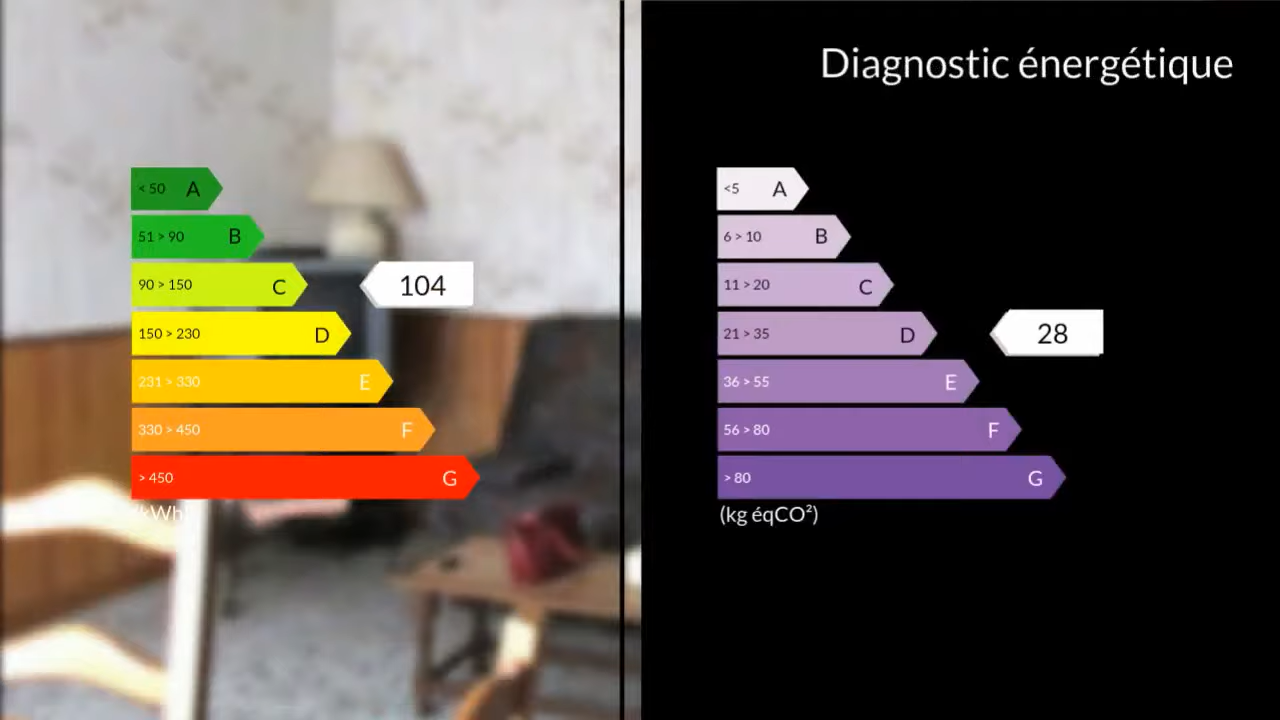 Diagnostic énergétique
< 50 A
51 > 90 B
90 > 150 C
104
150 > 230 D
231 > 330 E
330 > 450 F
> 450 G
<5 A
6 > 10 B
11 > 20 C
21 > 35 D
28
36 > 55 E
56 > 80 F
> 80 G
(kg éqCO²)